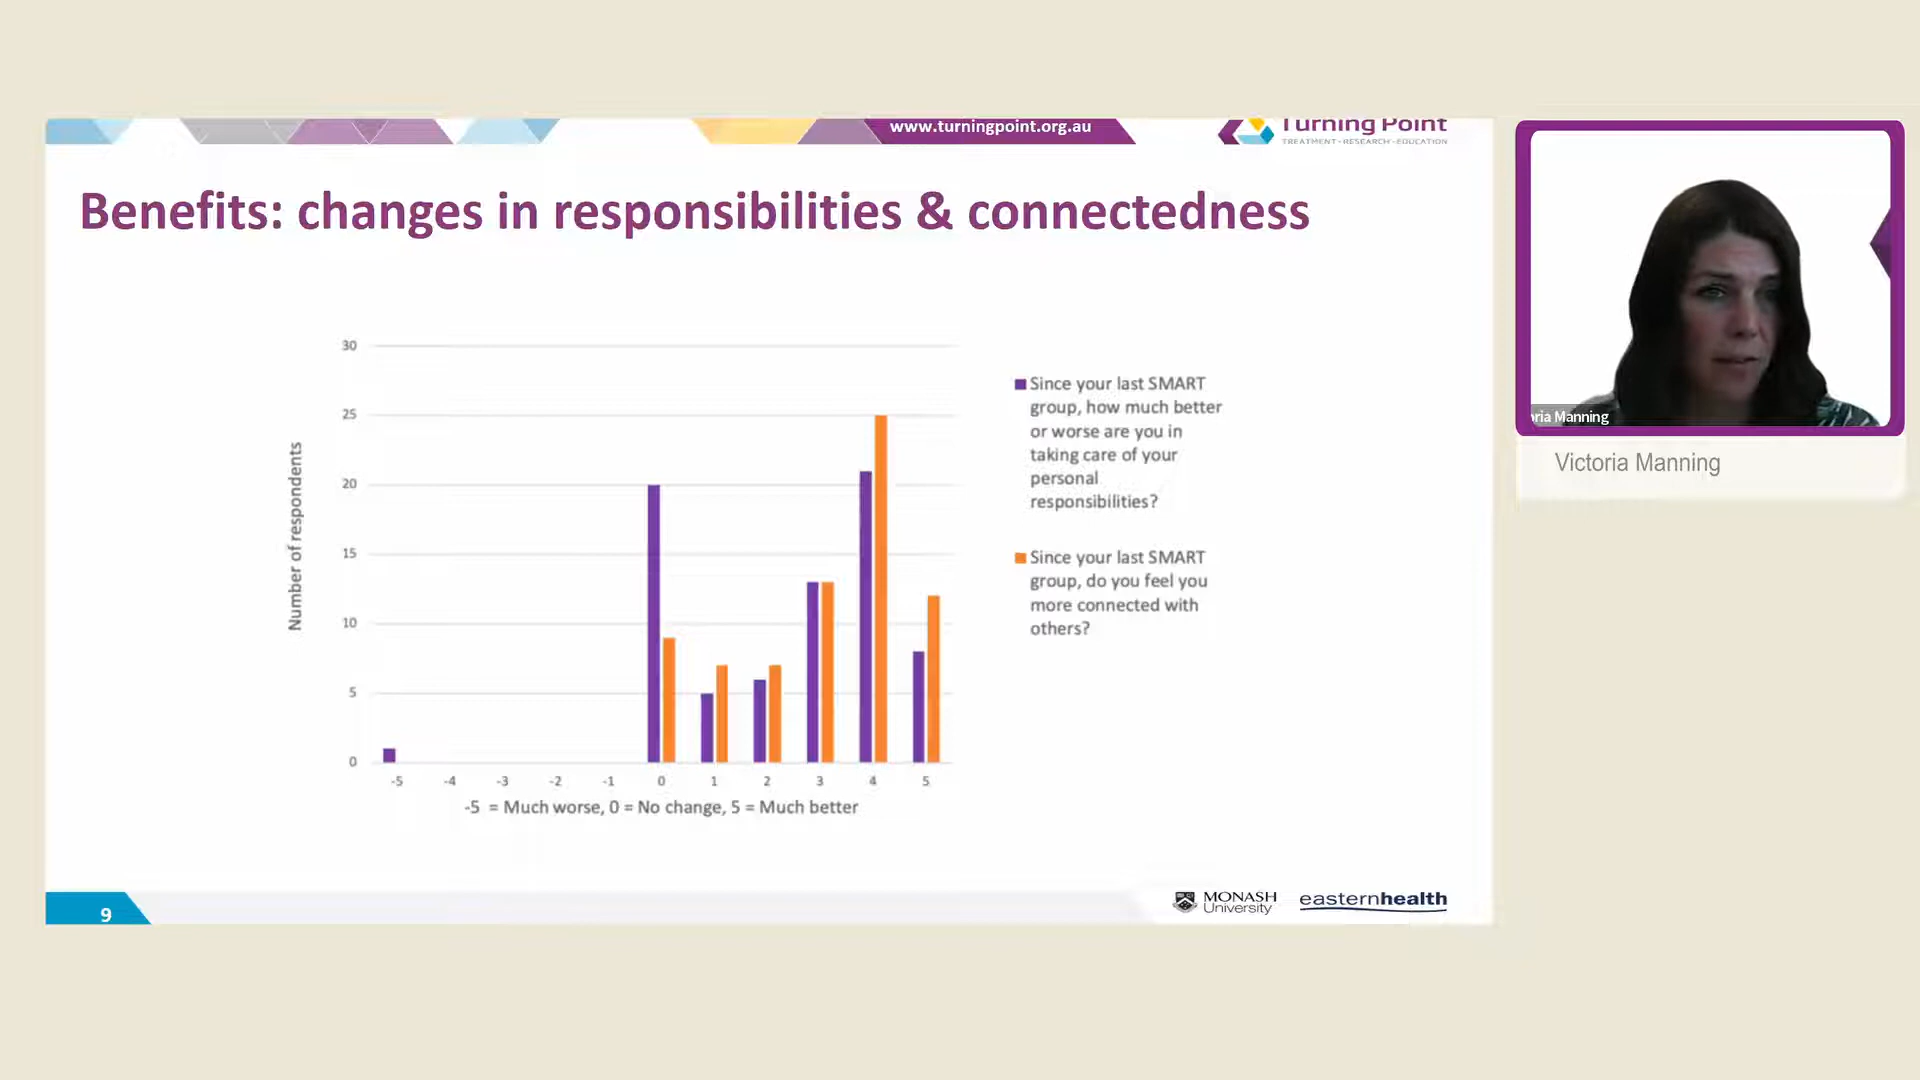 www.turningpoint.org.au
Turning Point
TREATMENT • RESEARCH • EDUCATION
Benefits: changes in responsibilities & connectedness
30
25
20
15
10
5
0
Number of respondents
-5 -4 -3 -2 -1 0 1 2 3 4 5
-5 = Much worse, 0 = No change, 5 = Much better
Since your last SMART
group, how much better
or worse are you in
taking care of your
personal
responsibilities?
Since your last SMART
group, do you feel you
more connected with
others?
oria Manning
Victoria Manning
9
MONASH
University
easternhealth